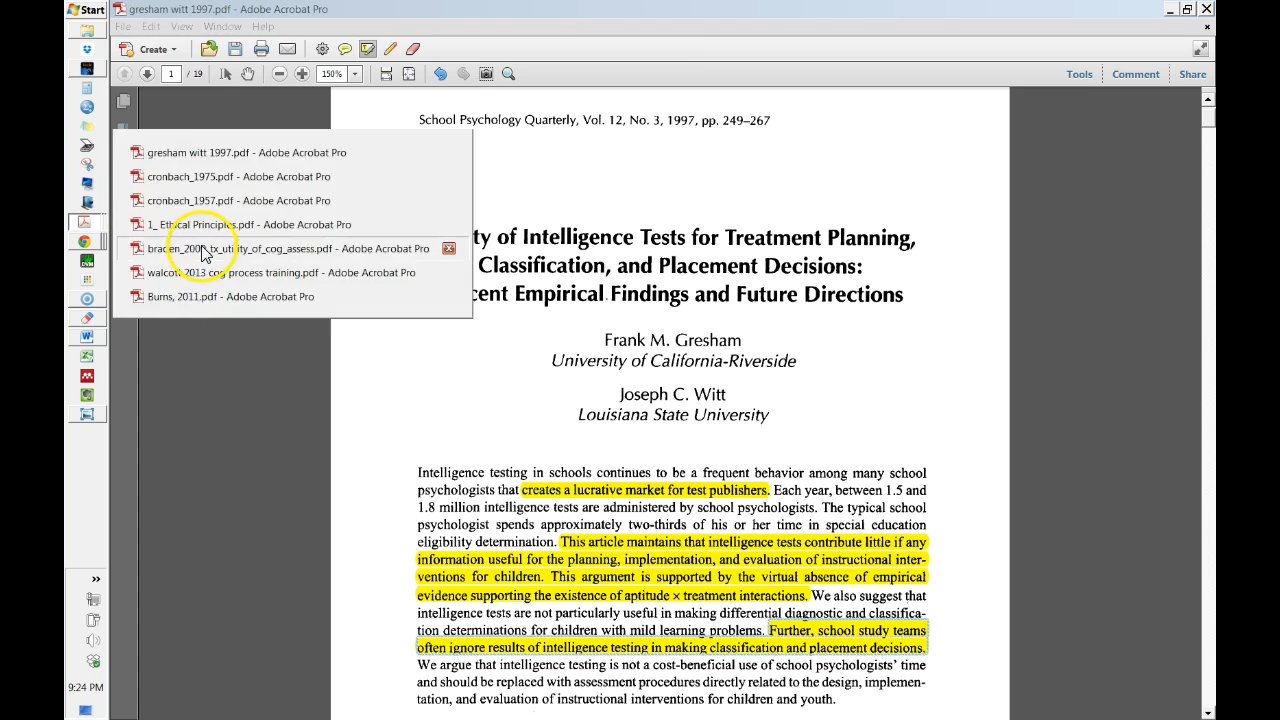 Start
gresham witt 1997.pdf - Adobe Acrobat Pro
File Edit View Window Help
Create
1 / 19
150%
Tools Comment Share
School Psychology Quarterly, Vol. 12, No. 3, 1997, pp. 249–267
gresham witt 1997.pdf - Adobe Acrobat Pro
cronbach_1975.pdf - Adobe Acrobat Pro
cronbach_1957.pdf - Adobe Acrobat Pro
1_ Ethical Principles.pdf - Adobe Acrobat Pro
tx_utility_of_cog_assess.pdf - Adobe Acrobat Pro
walcott 2013 cog process training.pdf - Adobe Acrobat Pro
Burns, 2011.pdf - Adobe Acrobat Pro
ty of Intelligence Tests for Treatment Planning,
Classification, and Placement Decisions:
cent Empirical Findings and Future Directions
Frank M. Gresham
University of California-Riverside
Joseph C. Witt
Louisiana State University
Intelligence testing in schools continues to be a frequent behavior among many school
psychologists that creates a lucrative market for test publishers. Each year, between 1.5 and
1.8 million intelligence tests are administered by school psychologists. The typical school
psychologist spends approximately two-thirds of his or her time in special education
eligibility determination. This article maintains that intelligence tests contribute little if any
information useful for the planning, implementation, and evaluation of instructional inter-
ventions for children. This argument is supported by the virtual absence of empirical
evidence supporting the existence of aptitude × treatment interactions. We also suggest that
intelligence tests are not particularly useful in making differential diagnostic and classifica-
tion determinations for children with mild learning problems. Further, school study teams
often ignore results of intelligence testing in making classification and placement decisions.
We argue that intelligence testing is not a cost-beneficial use of school psychologists' time
and should be replaced with assessment procedures directly related to the design, implemen-
tation, and evaluation of instructional interventions for children and youth.
9:24 PM